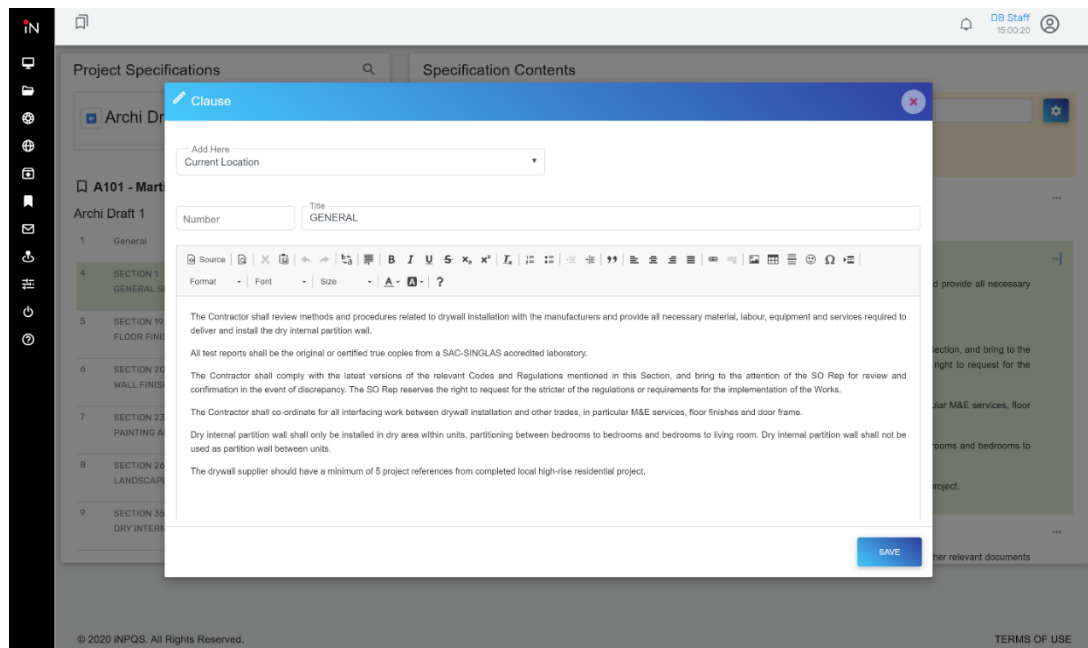 iN
DB Staff
15:00:20
Project Specifications
Specification Contents
Clause
Archi Dr
Add Here
Current Location
A101 - Marti
Archi Draft 1
Title
Number
GENERAL
1 General
4 SECTION 1
GENERAL S
5 SECTION 19
FLOOR FINIS
6 SECTION 20
WALL FINIS
7 SECTION 23
PAINTING A
8 SECTION 26
LANDSCAP
9 SECTION 35
DRY INTERN
Source B I U S x₂ x² Iₓ Ω
Format Font Size A A ?
The Contractor shall review methods and procedures related to drywall installation with the manufacturers and provide all necessary material, labour, equipment and services required to
deliver and install the dry internal partition wall.
All test reports shall be the original or certified true copies from a SAC-SINGLAS accredited laboratory.
The Contractor shall comply with the latest versions of the relevant Codes and Regulations mentioned in this Section, and bring to the attention of the SO Rep for review and
confirmation in the event of discrepancy. The SO Rep reserves the right to request for the stricter of the regulations or requirements for the implementation of the Works.
The Contractor shall co-ordinate for all interfacing work between drywall installation and other trades, in particular M&E services, floor finishes and door frame.
Dry internal partition wall shall only be installed in dry area within units, partitioning between bedrooms to bedrooms and bedrooms to living room. Dry internal partition wall shall not be
used as partition wall between units.
The drywall supplier should have a minimum of 5 project references from completed local high-rise residential project.
SAVE
d provide all necessary
ection, and bring to the
right to request for the
ular M&E services, floor
ooms and bedrooms to
roject.
her relevant documents
© 2020 iNPQS. All Rights Reserved.
TERMS OF USE